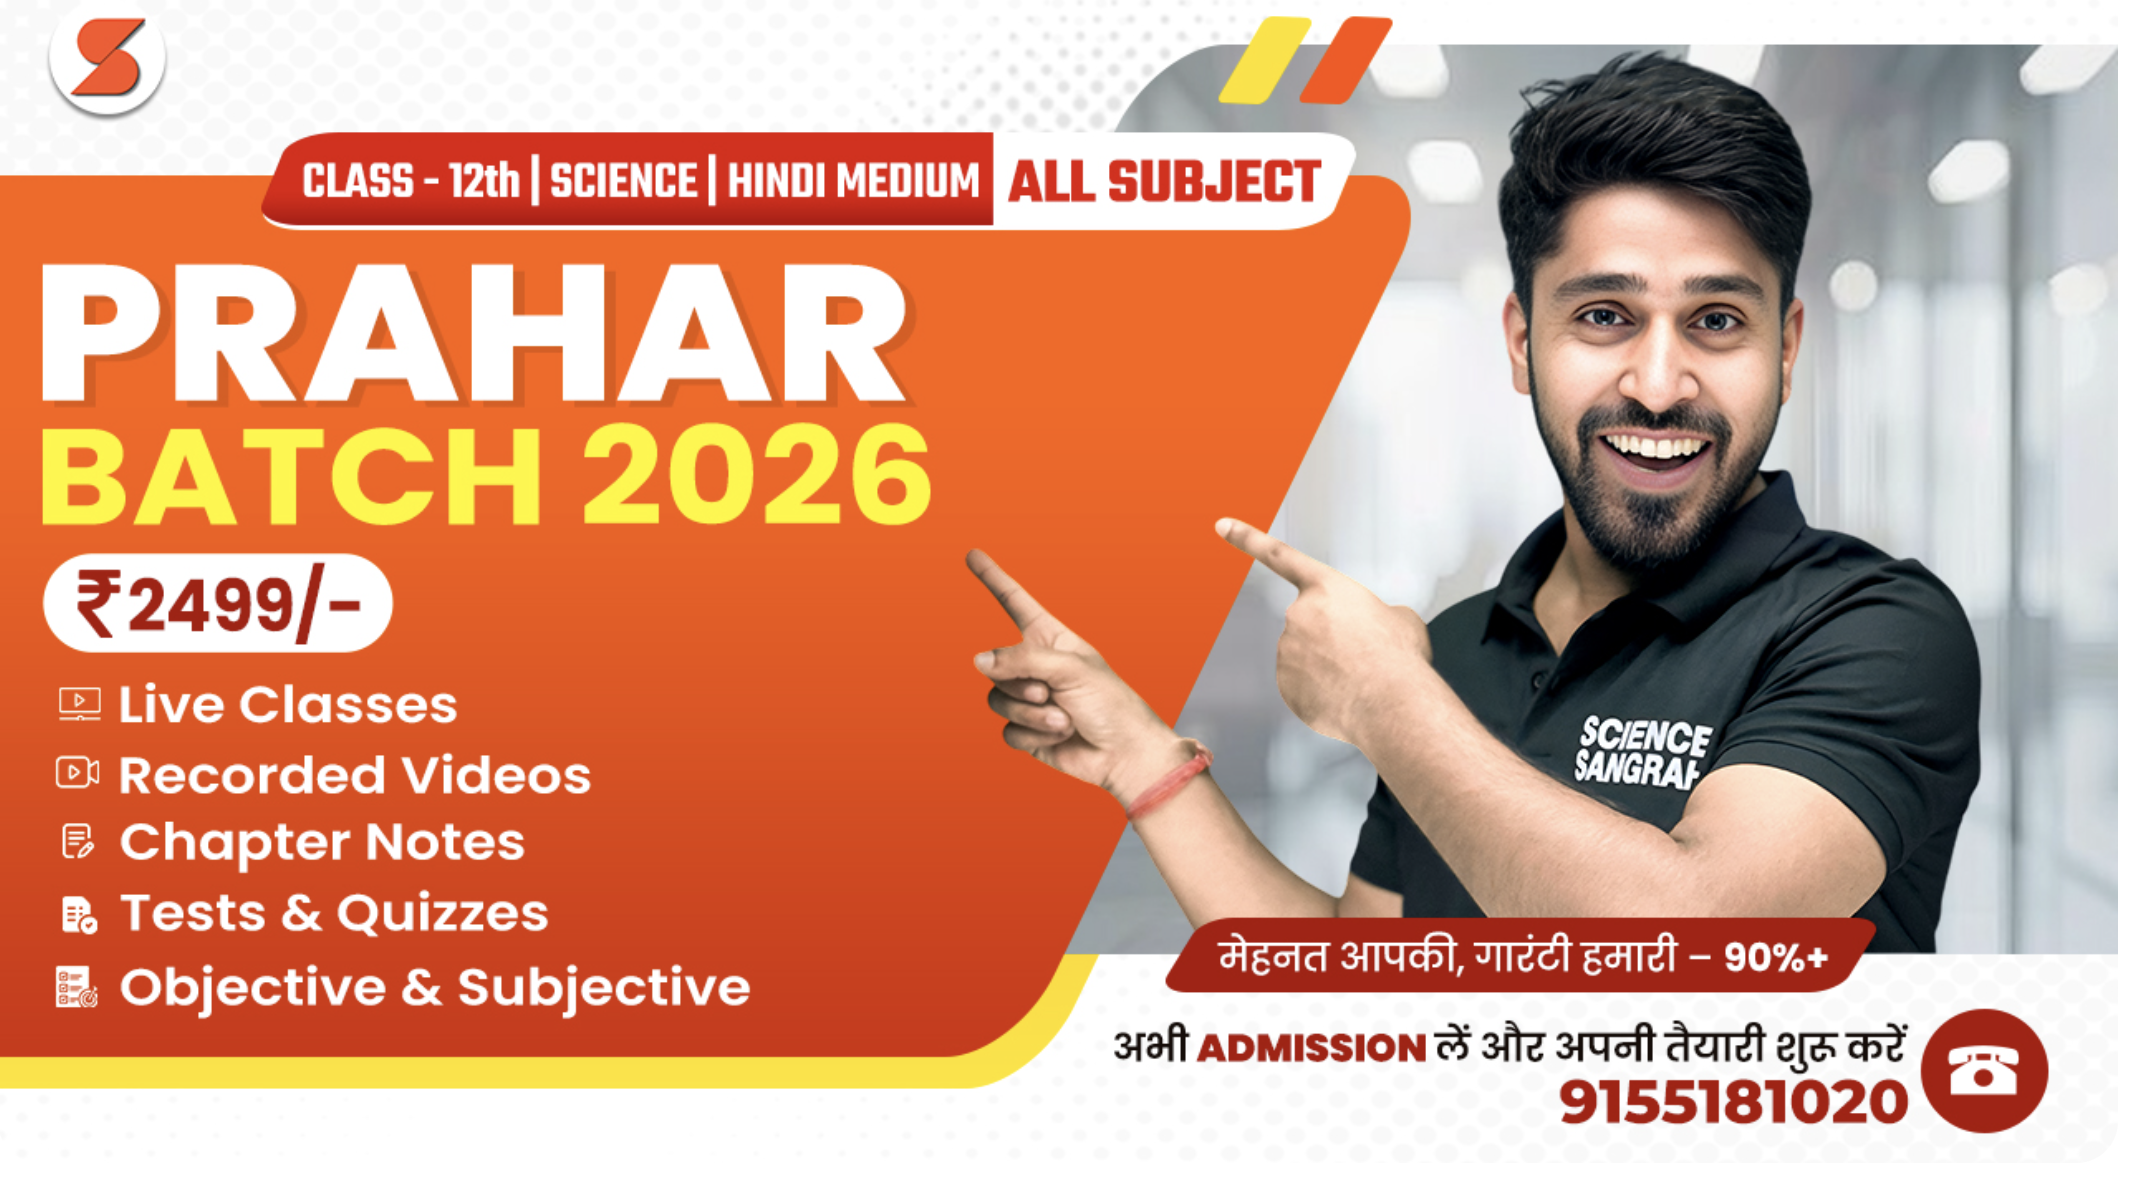 CLASS - 12th | SCIENCE | HINDI MEDIUM ALL SUBJECT
PRAHAR
BATCH 2026
₹2499/-
Live Classes
Recorded Videos
Chapter Notes
Tests & Quizzes
Objective & Subjective
SCIENCE
SANGRAH
मेहनत आपकी, गारंटी हमारी – 90%+
अभी ADMISSION लें और अपनी तैयारी शुरू करें
9155181020